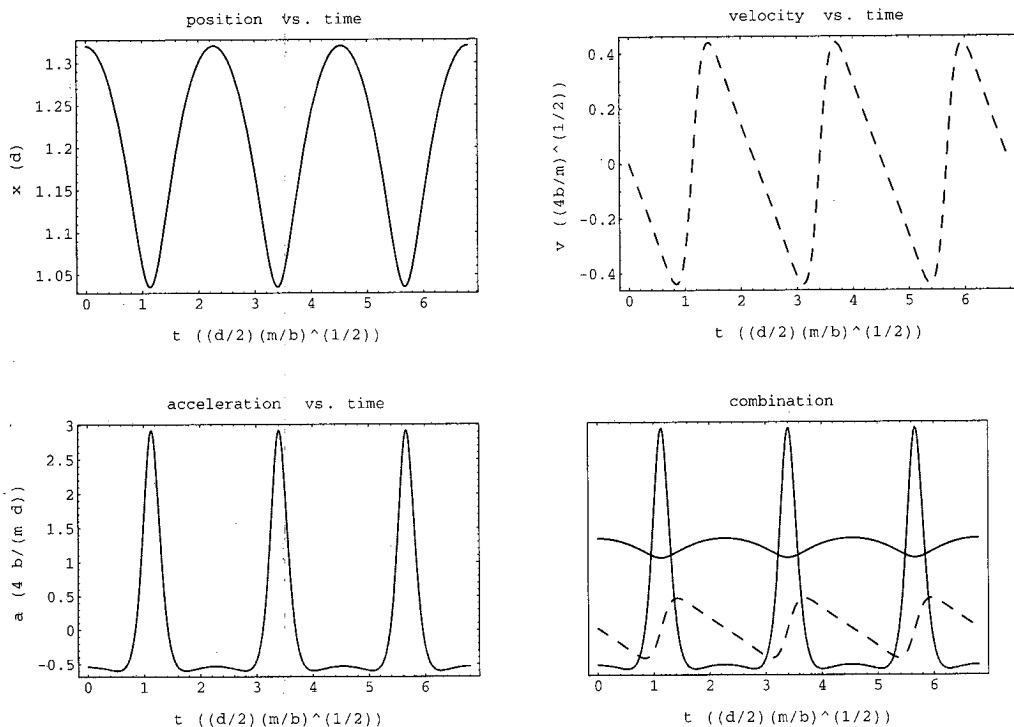 position vs. time
x (d)
1.3
1.25
1.2
1.15
1.1
1.05
0 1 2 3 4 5 6
t ((d/2)(m/b)^(1/2))
velocity vs. time
v ((4b/m)^(1/2))
0.4
0.2
0
-0.2
-0.4
0 1 2 3 4 5 6
t ((d/2)(m/b)^(1/2))
acceleration vs. time
a (4 b/(m d)
3
2.5
2
1.5
1
0.5
0
-0.5
0 1 2 3 4 5 6
t ((d/2)(m/b)^(1/2))
combination
0 1 2 3 4 5 6
t ((d/2)(m/b)^(1/2))